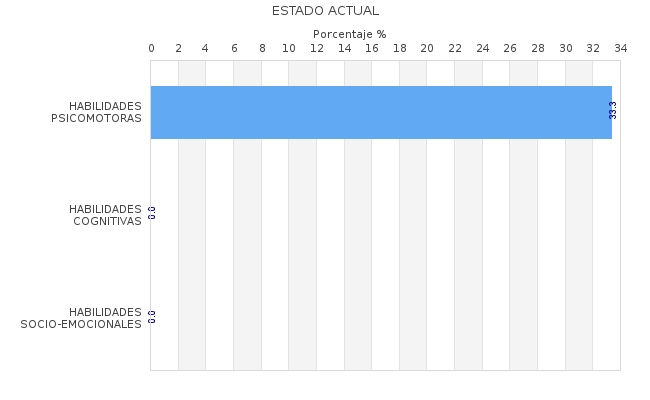 ESTADO ACTUAL
Porcentaje %
0 2 4 6 8 10 12 14 16 18 20 22 24 26 28 30 32 34
HABILIDADES
PSICOMOTORAS
33.3
HABILIDADES
COGNITIVAS
0.0
HABILIDADES
SOCIO-EMOCIONALES
0.0